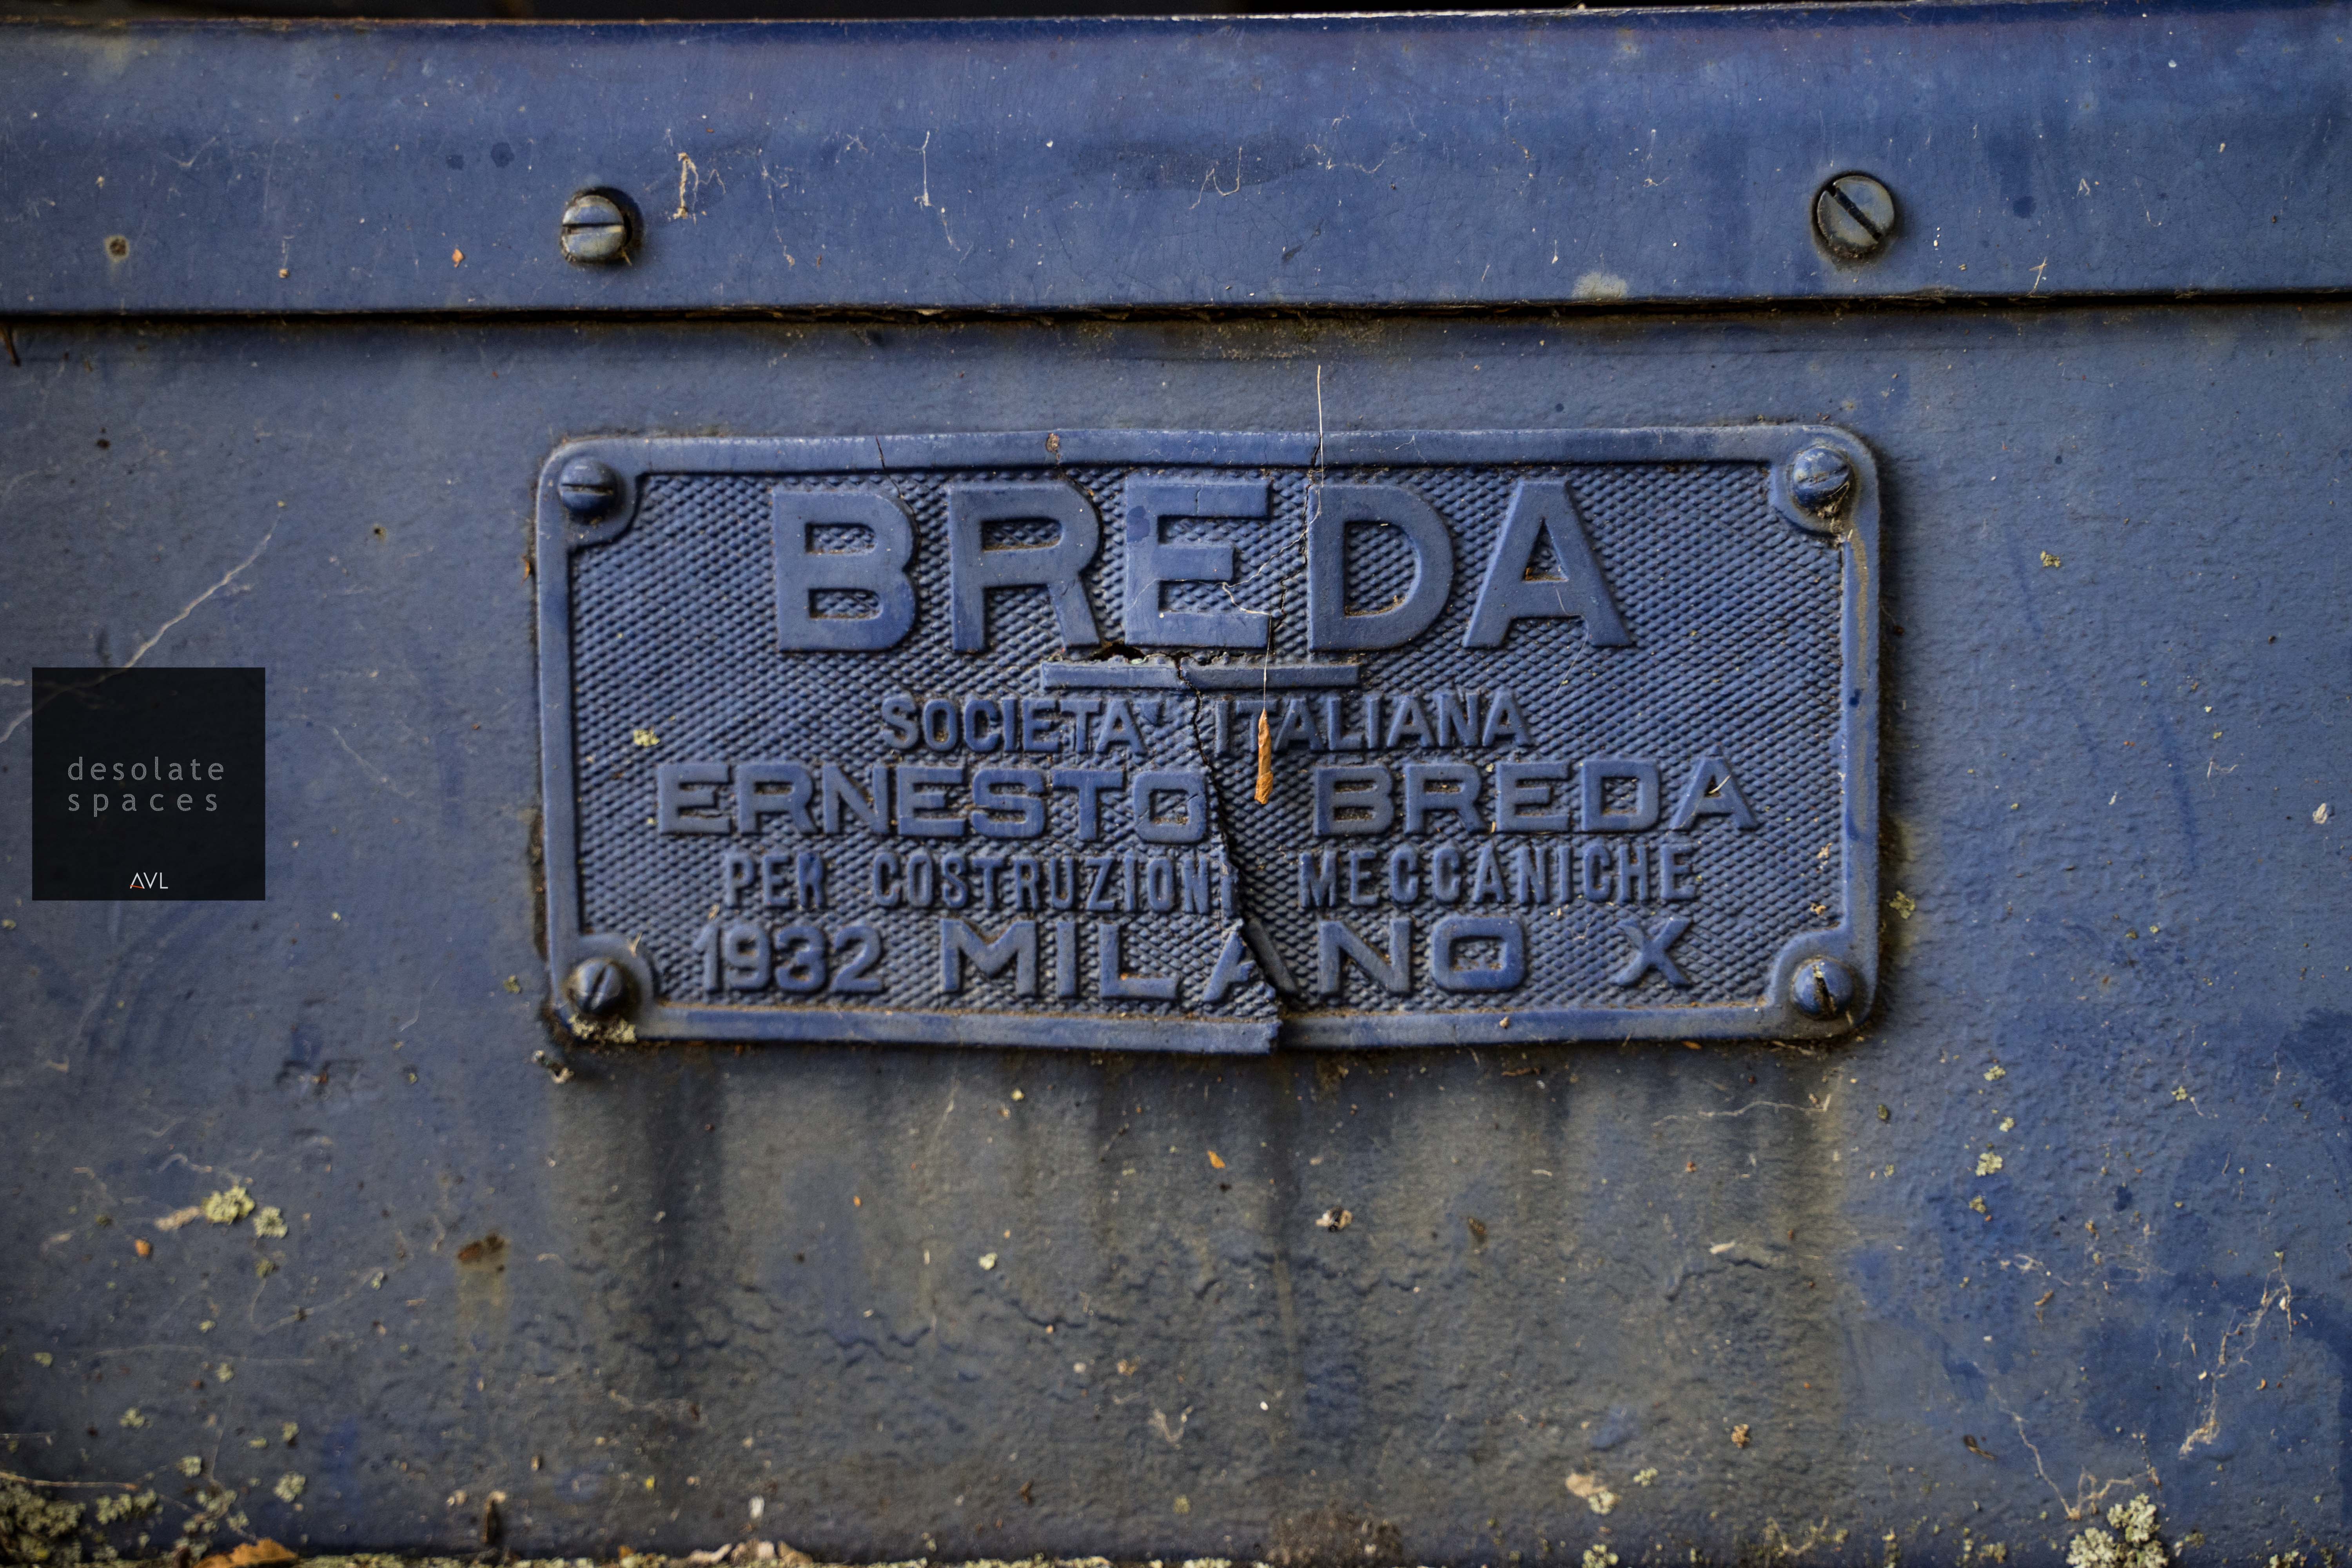 BREDA
SOCIETA' ITALIANA
ERNESTO BREDA
PER COSTRUZIONI MECCANICHE
1932 MILANO X
desolate
spaces
AVL